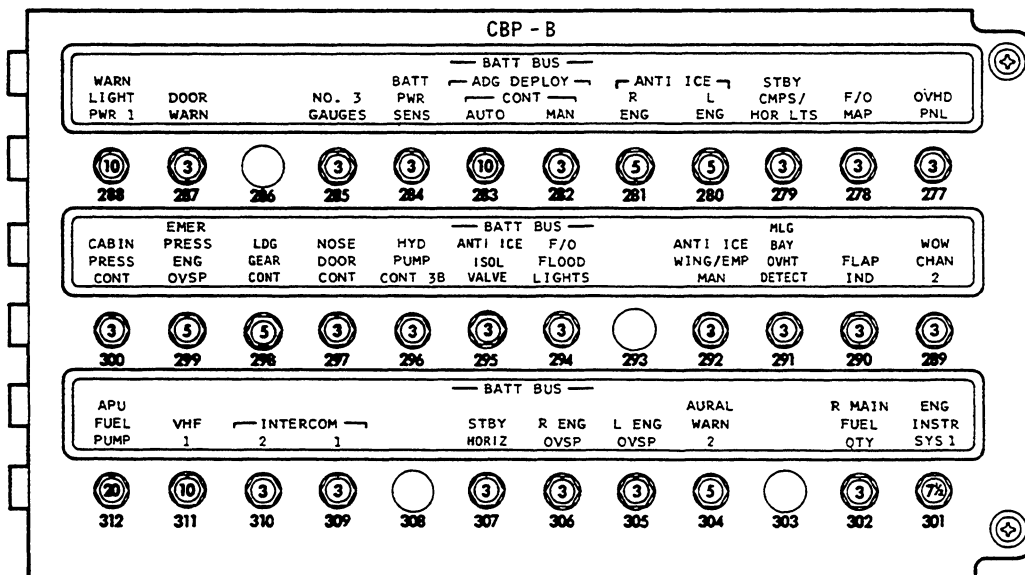 CBP - B
BATT BUS
WARN LIGHT PWR 1
DOOR WARN
NO. 3 GAUGES
BATT PWR SENS
ADG DEPLOY
CONT
AUTO
MAN
ANTI ICE
R ENG
L ENG
STBY CMPS/ HOR LTS
F/O MAP
OVHD PNL
10 3 3 3 10 3 5 5 3 3 3
288 287 286 285 284 283 282 281 280 279 278 277
BATT BUS
CABIN PRESS CONT
EMER PRESS ENG OVSP
LDG GEAR CONT
NOSE DOOR CONT
HYD PUMP CONT 3B
ANTI ICE ISOL VALVE
F/O FLOOD LIGHTS
ANTI ICE WING/EMP MAN
MLG BAY OVHT DETECT
FLAP IND
WOW CHAN 2
3 5 5 3 3 3 3 3 3 3 3
300 299 298 297 296 295 294 293 292 291 290 289
BATT BUS
APU FUEL PUMP
VHF 1
INTERCOM
2 1
STBY HORIZ
R ENG OVSP
L ENG OVSP
AURAL WARN 2
R MAIN FUEL QTY
ENG INSTR SYS 1
20 10 3 3 3 3 3 5 3 7½
312 311 310 309 308 307 306 305 304 303 302 301